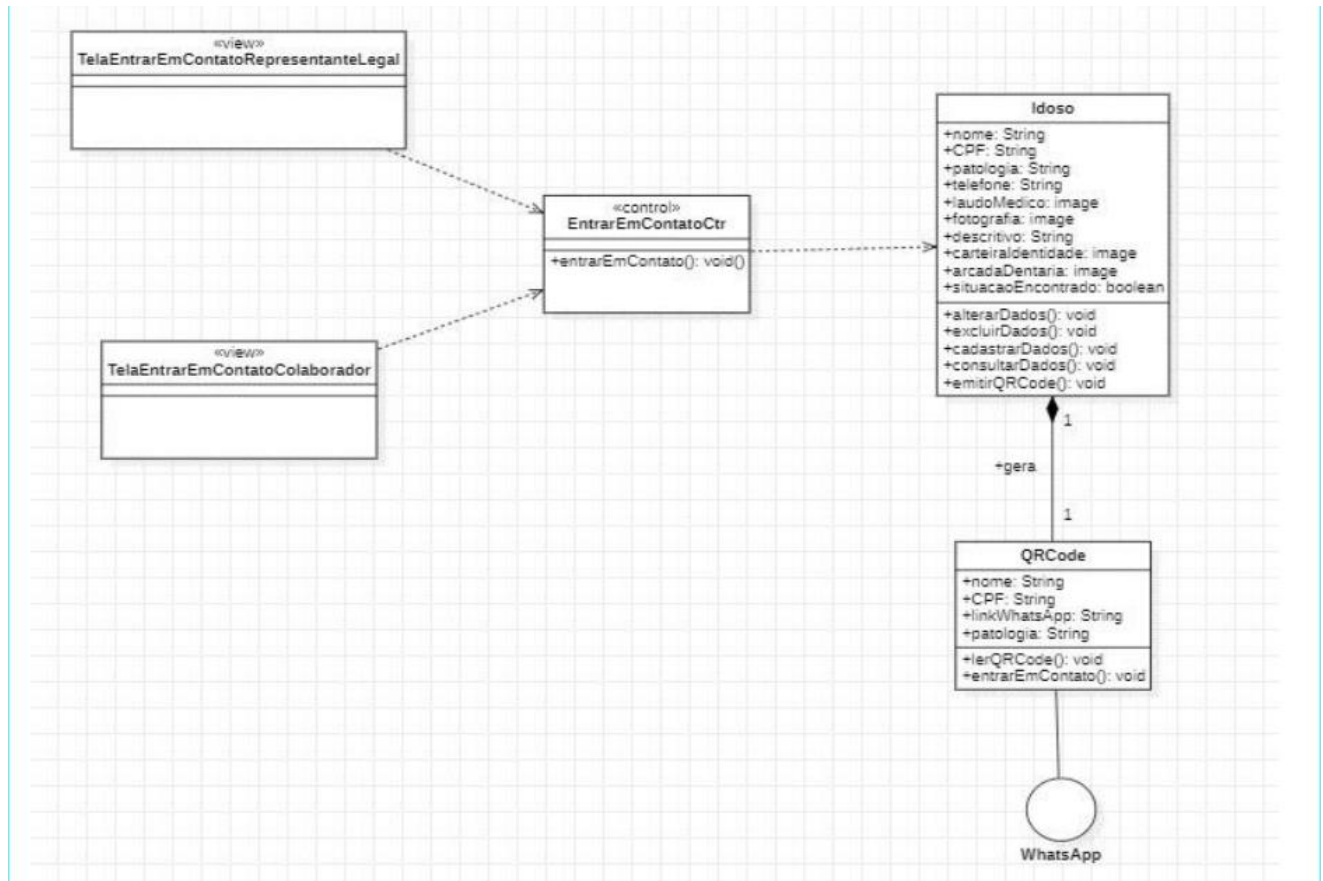 «view»
TelaEntrarEmContatoRepresentanteLegal
«control»
EntrarEmContatoCtr
+entrarEmContato(): void()
«view»
TelaEntrarEmContatoColaborador
Idoso
+nome: String
+CPF: String
+patologia: String
+telefone: String
+laudoMedico: image
+fotografia: image
+descritivo: String
+carteiraIdentidade: image
+arcadaDentaria: image
+situacaoEncontrado: boolean
+alterarDados(): void
+excluirDados(): void
+cadastrarDados(): void
+consultarDados(): void
+emitirQRCode(): void
1
+gera
1
QRCode
+nome: String
+CPF: String
+linkWhatsApp: String
+patologia: String
+lerQRCode(): void
+entrarEmContato(): void
WhatsApp